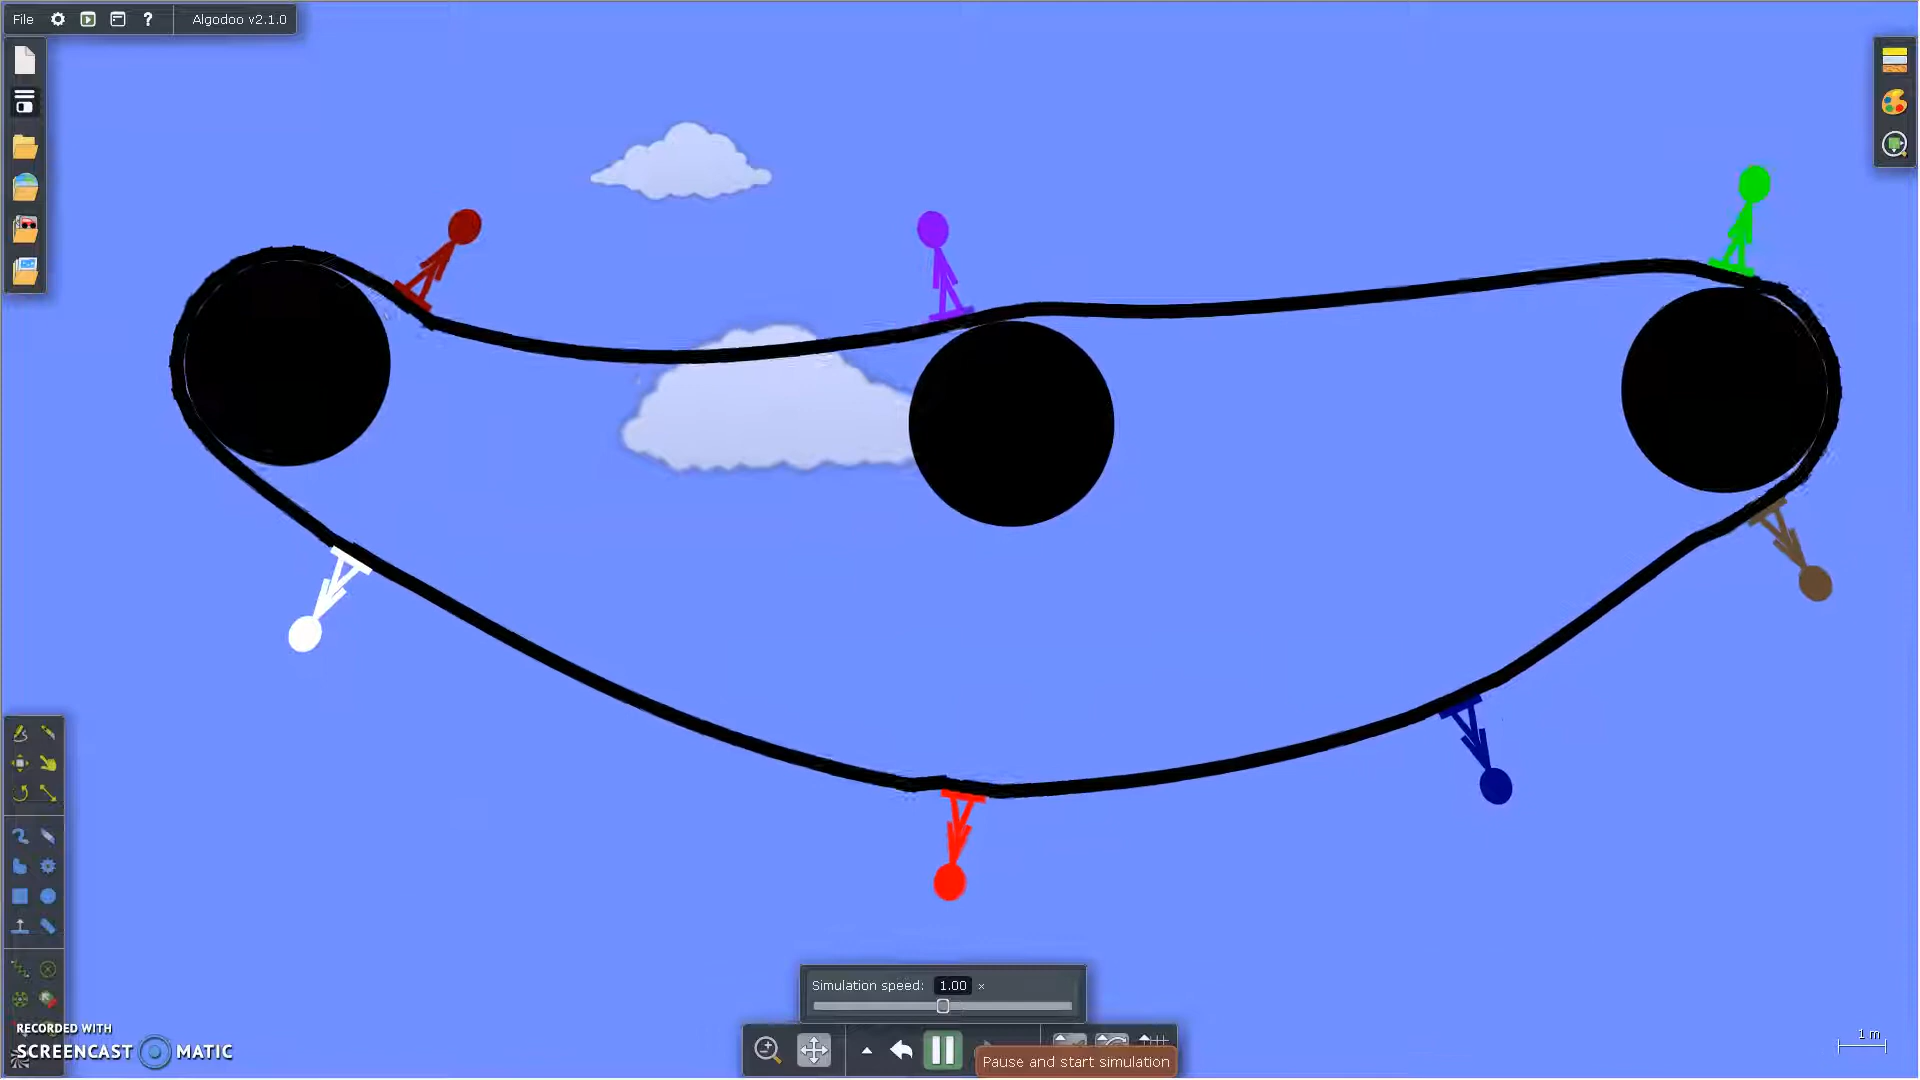 File
?
Algodoo v2.1.0
Simulation speed: 1.00 ×
Pause and start simulation
1 m
RECORDED WITH
SCREENCAST MATIC